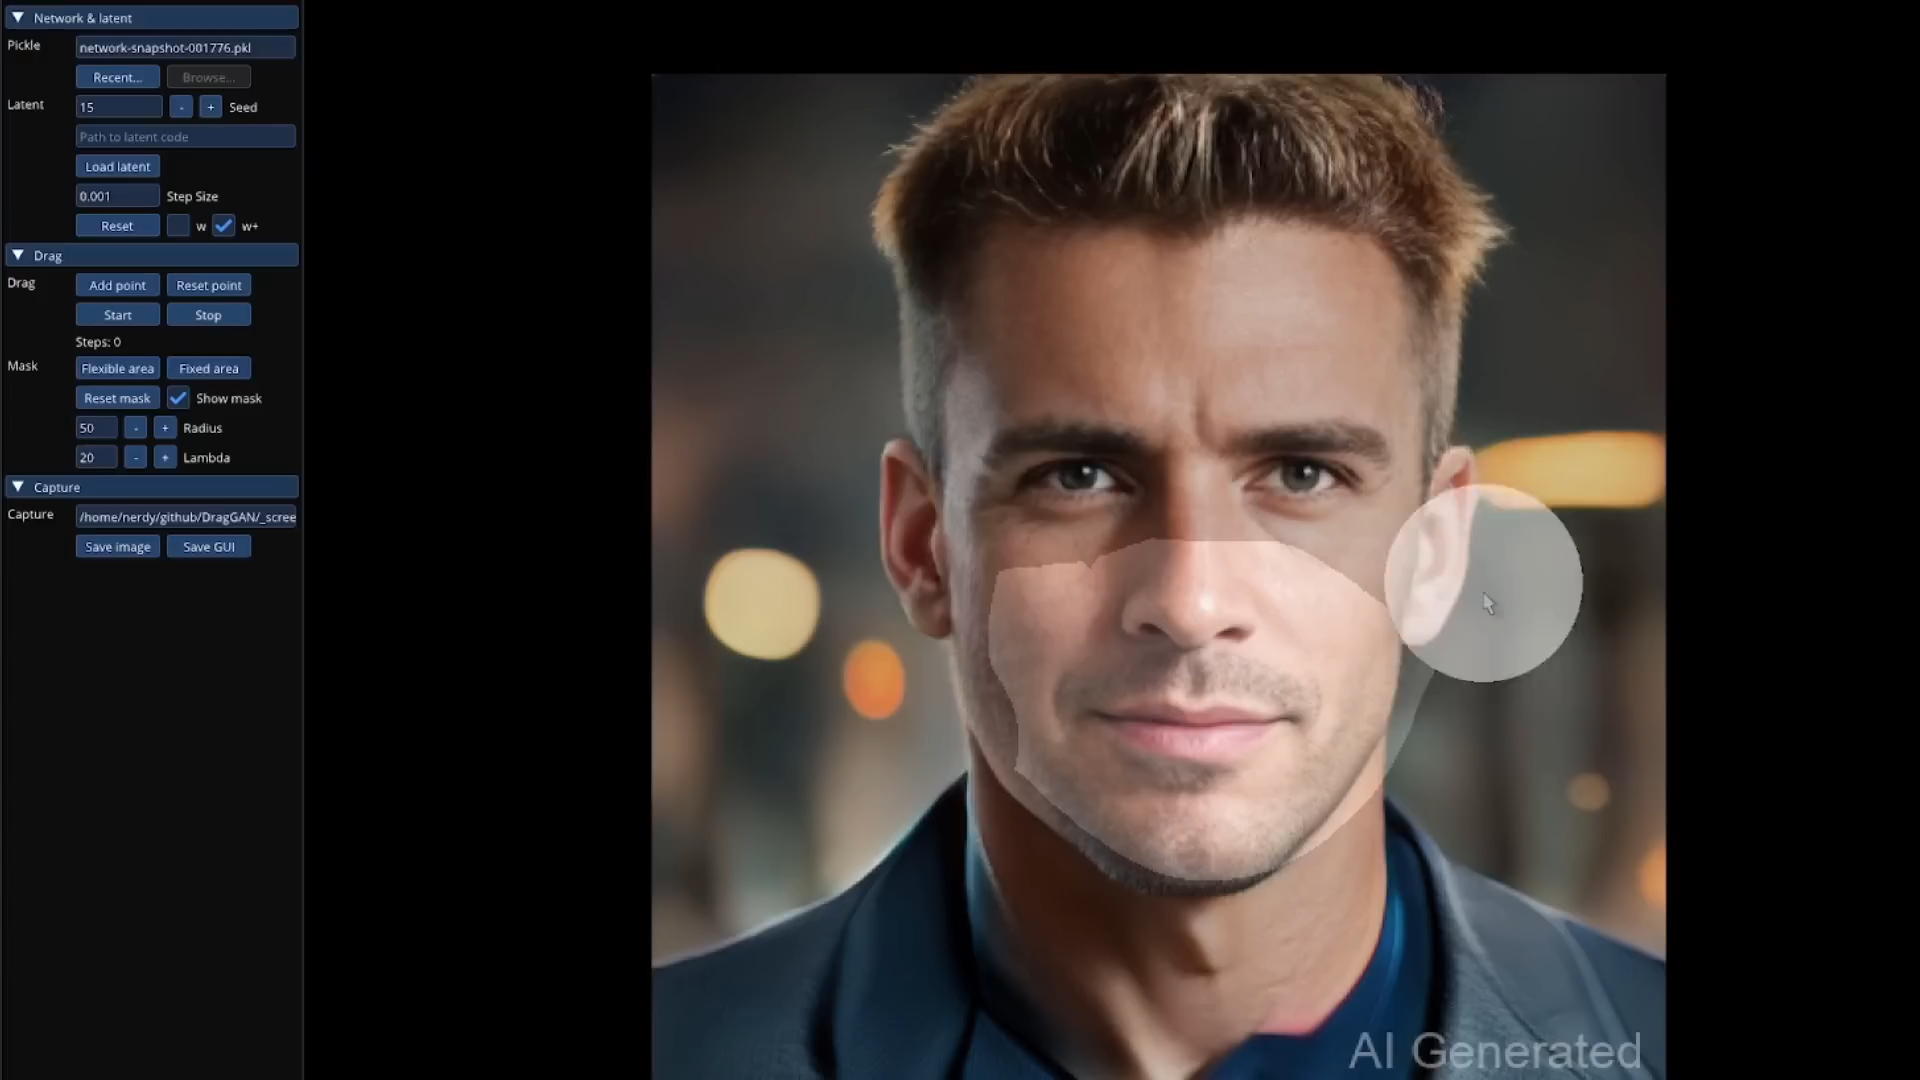 Network & latent
Pickle network-snapshot-001776.pkl
Recent... Browse...
Latent 15 - + Seed
Path to latent code
Load latent
0.001 Step Size
Reset w w+
Drag
Drag Add point Reset point
Start Stop
Steps: 0
Mask Flexible area Fixed area
Reset mask Show mask
50 - + Radius
20 - + Lambda
Capture
Capture /home/nerdy/github/DragGAN/_scree
Save image Save GUI
AI Generated